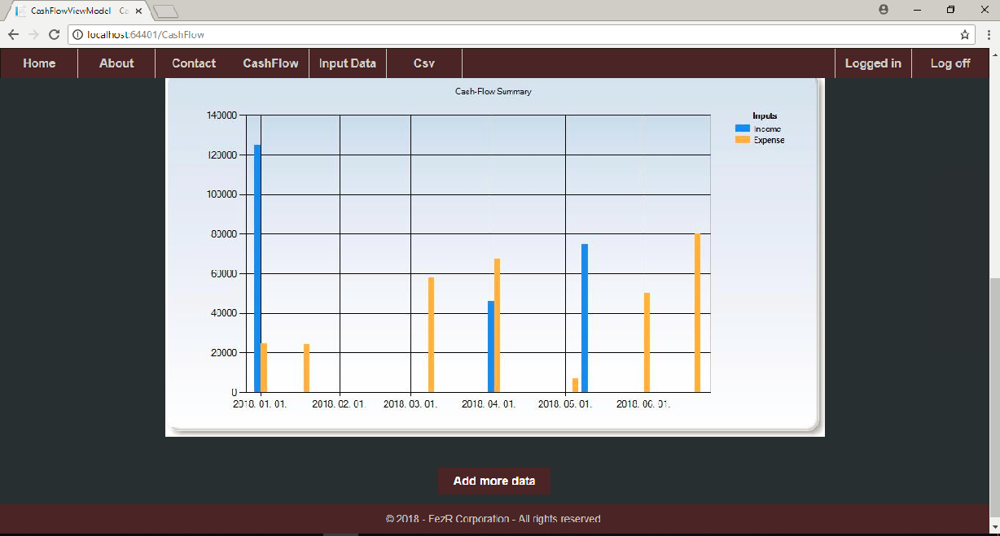 CashFlowViewModel - Ca
localhost:64401/CashFlow
Home About Contact CashFlow Input Data Csv Logged in Log off
Cash-Flow Summary
Inputs
Income
Expense
140000
120000
100000
80000
60000
40000
20000
0
2018. 01. 01. 2018. 02. 01. 2018. 03. 01. 2018. 04. 01. 2018. 05. 01. 2018. 06. 01.
Add more data
© 2018 - FezR Corporation - All rights reserved